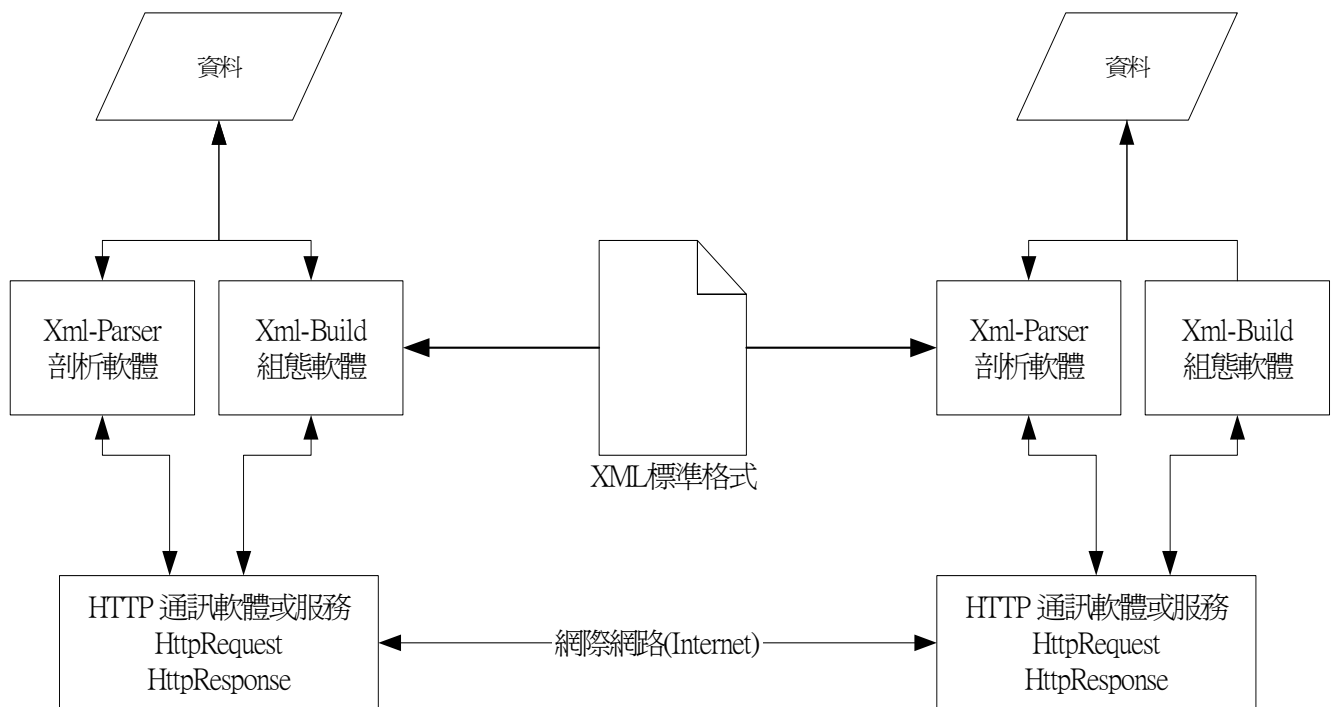 資料
資料
Xml-Parser
剖析軟體
Xml-Build
組態軟體
XML標準格式
Xml-Parser
剖析軟體
Xml-Build
組態軟體
HTTP 通訊軟體或服務
HttpRequest
HttpResponse
網際網路(Internet)
HTTP 通訊軟體或服務
HttpRequest
HttpResponse